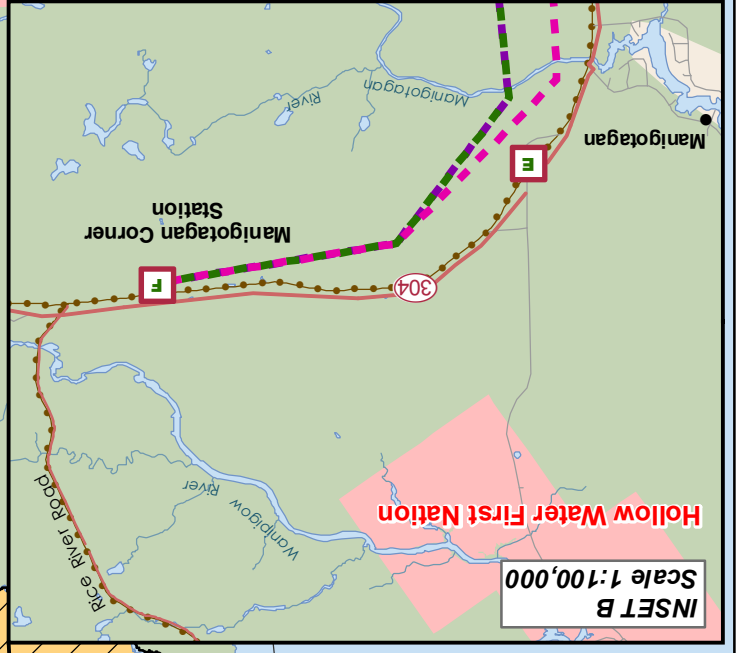 INSET B
Scale 1:100,000
Hollow Water First Nation
Wanipigow
River
Rice River Road
304
F
Manigotagan Corner
Station
E
Manigotagan
Manigotagan
River